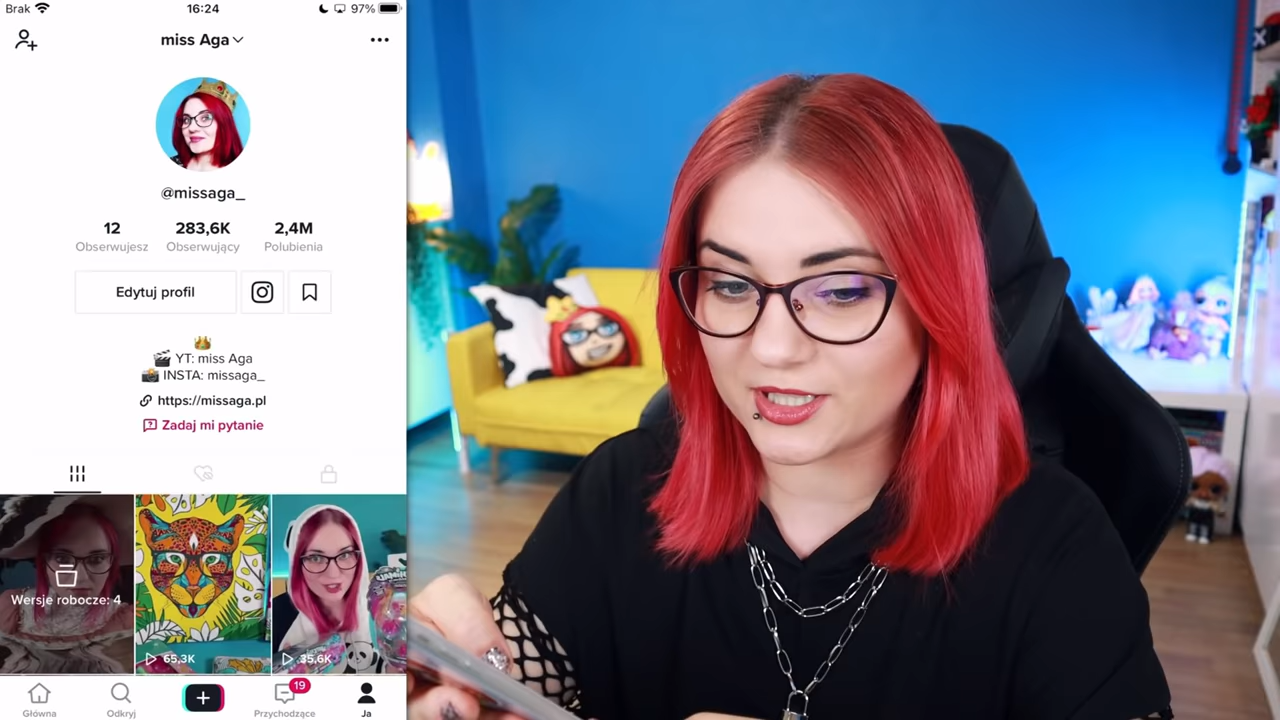 Brak 16:24 97%
miss Aga
@missaga_
12 283,6K 2,4M
Obserwujesz Obserwujący Polubienia
Edytuj profil
YT: miss Aga
INSTA: missaga_
https://missaga.pl
Zadaj mi pytanie
Wersje robocze: 4
65,3K 35,6K
19
Główna Odkryj Przychodzące Ja